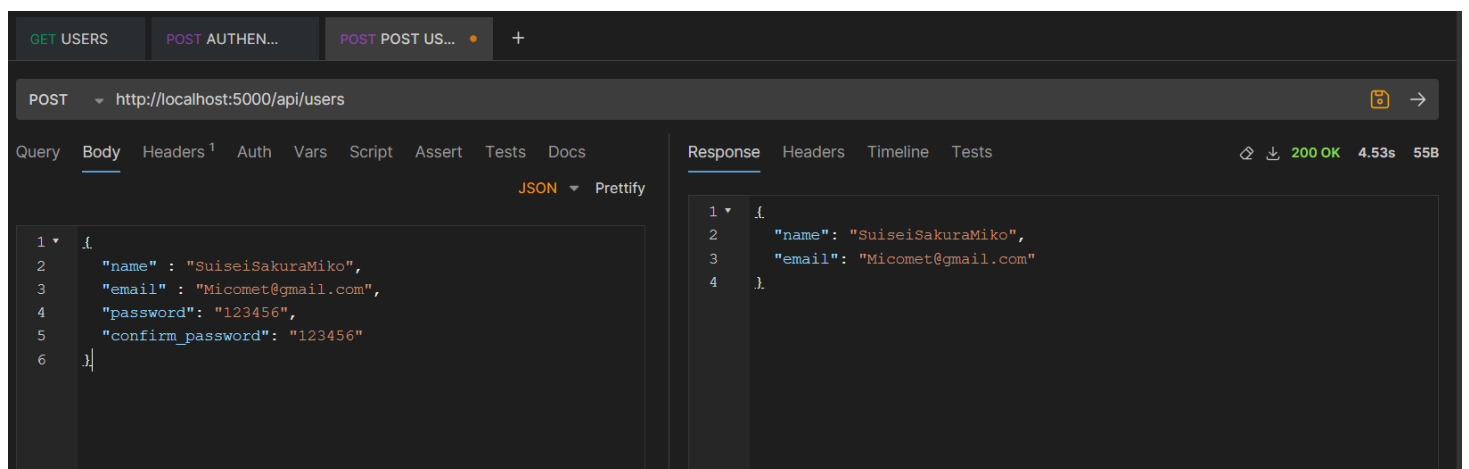 GET USERS POST AUTHEN... POST POST US... +
POST http://localhost:5000/api/users
Query Body Headers 1 Auth Vars Script Assert Tests Docs
JSON Prettify
1 {
2 "name" : "SuiseiSakuraMiko",
3 "email" : "Micomet@gmail.com",
4 "password": "123456",
5 "confirm_password": "123456"
6 }
Response Headers Timeline Tests 200 OK 4.53s 55B
1 {
2 "name": "SuiseiSakuraMiko",
3 "email": "Micomet@gmail.com"
4 }